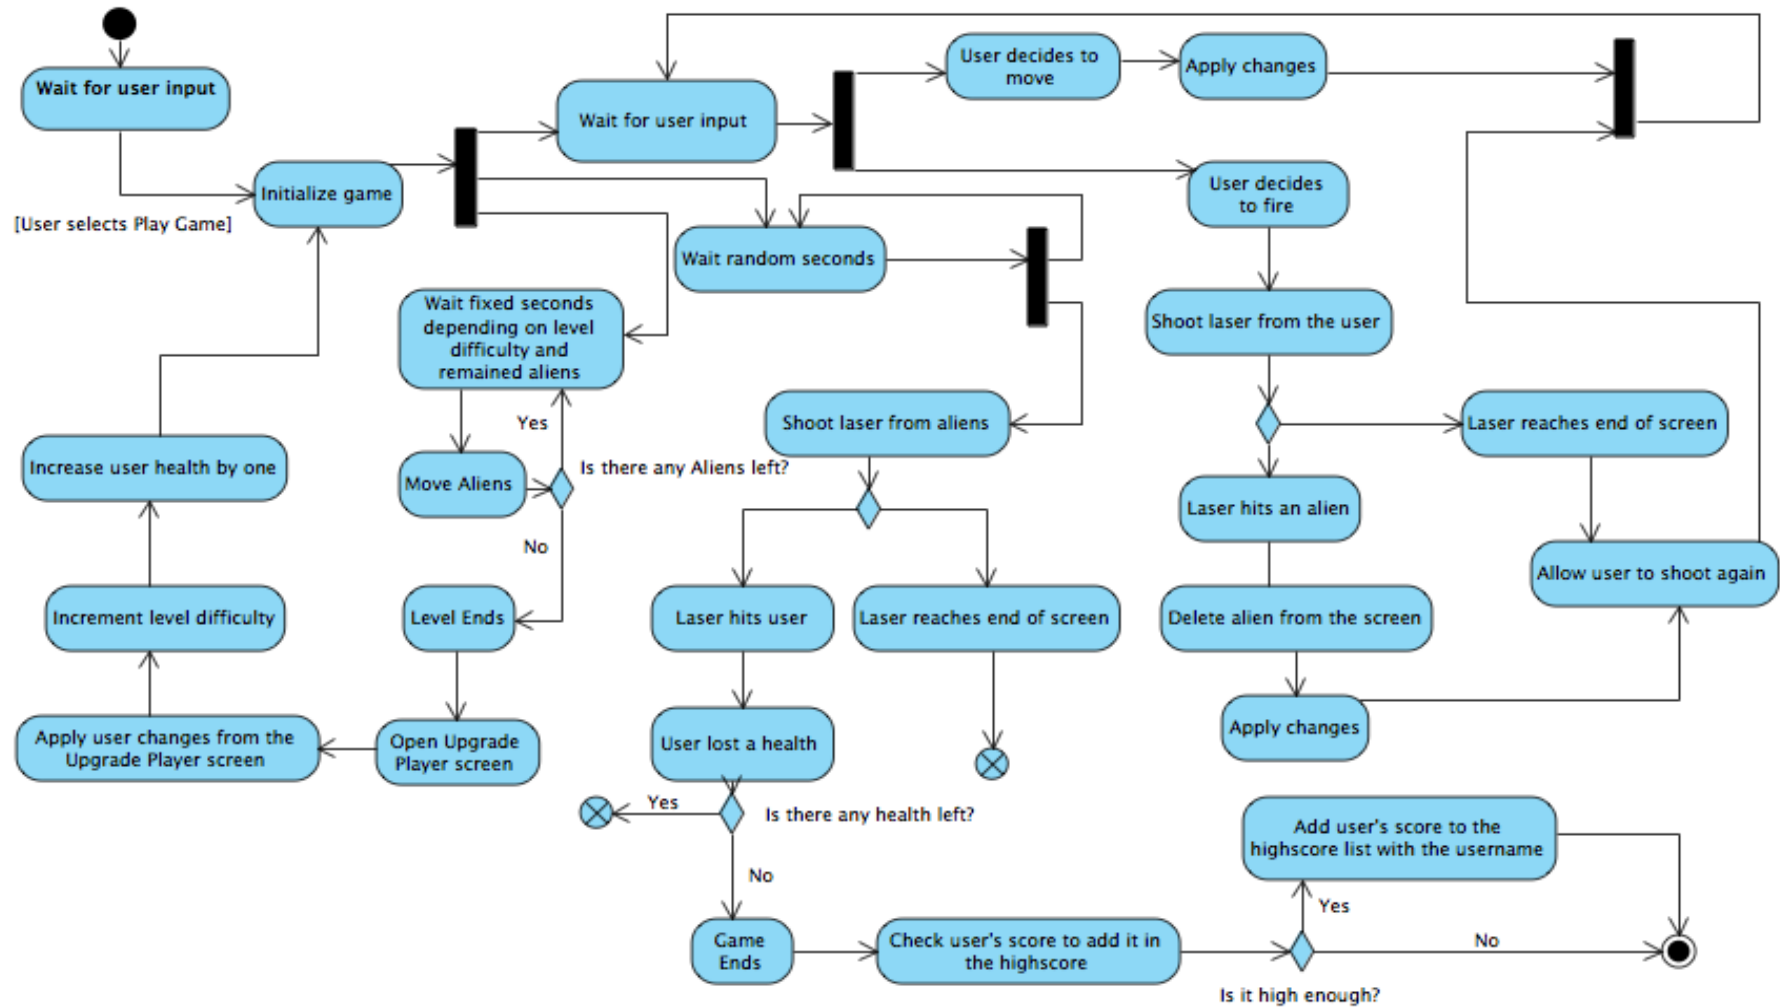 User decides to
move
Apply changes
Wait for user input
Wait for user input
Initialize game
User decides
to fire
[User selects Play Game]
Wait random seconds
Wait fixed seconds
depending on level
difficulty and
remained aliens
Shoot laser from the user
Yes
Shoot laser from aliens
Laser reaches end of screen
Increase user health by one
Move Aliens
Is there any Aliens left?
Laser hits an alien
No
Allow user to shoot again
Increment level difficulty
Level Ends
Laser hits user
Laser reaches end of screen
Delete alien from the screen
Apply user changes from the
Upgrade Player screen
Open Upgrade
Player screen
User lost a health
Apply changes
Yes
Is there any health left?
Add user's score to the
highscore list with the username
No
Yes
Game
Ends
Check user's score to add it in
the highscore
No
Is it high enough?